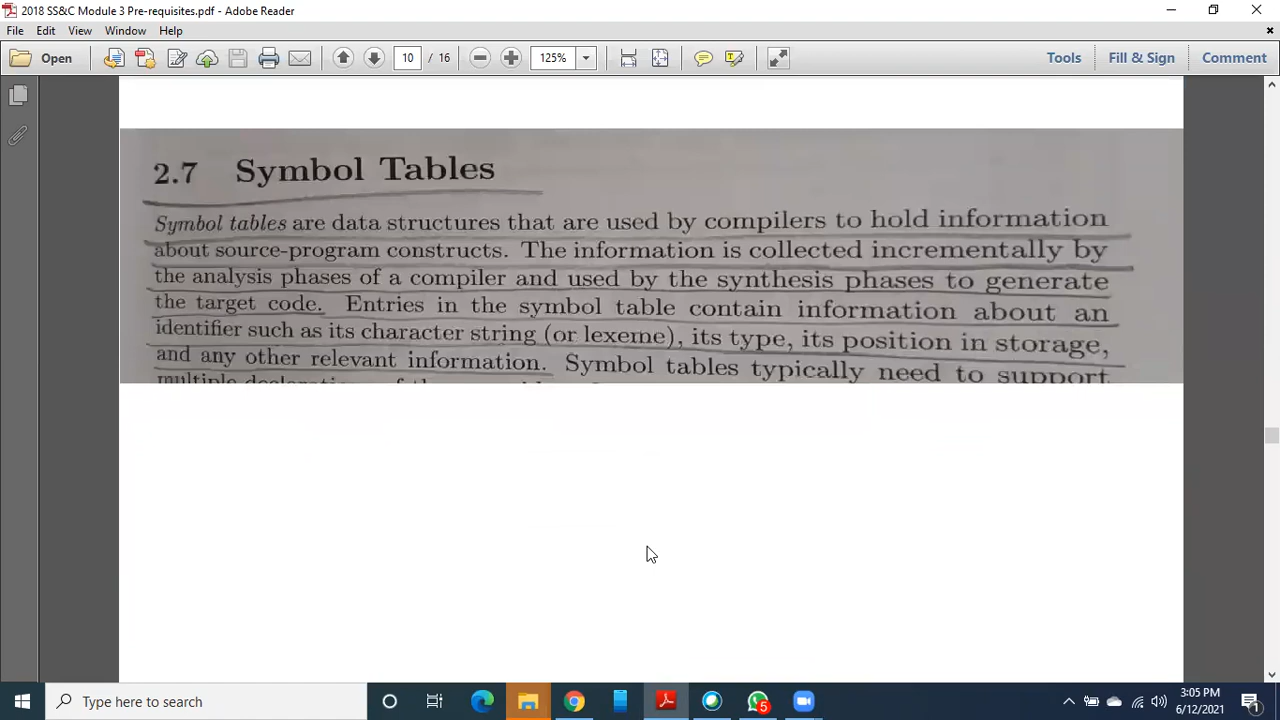 2018 SS&C Module 3 Pre-requisites.pdf - Adobe Reader
File Edit View Window Help
Open 10 / 16 125% Tools Fill & Sign Comment
2.7 Symbol Tables
Symbol tables are data structures that are used by compilers to hold information
about source-program constructs. The information is collected incrementally by
the analysis phases of a compiler and used by the synthesis phases to generate
the target code. Entries in the symbol table contain information about an
identifier such as its character string (or lexeme), its type, its position in storage,
and any other relevant information. Symbol tables typically need to support
multiple
Type here to search
5
3:05 PM
6/12/2021
1